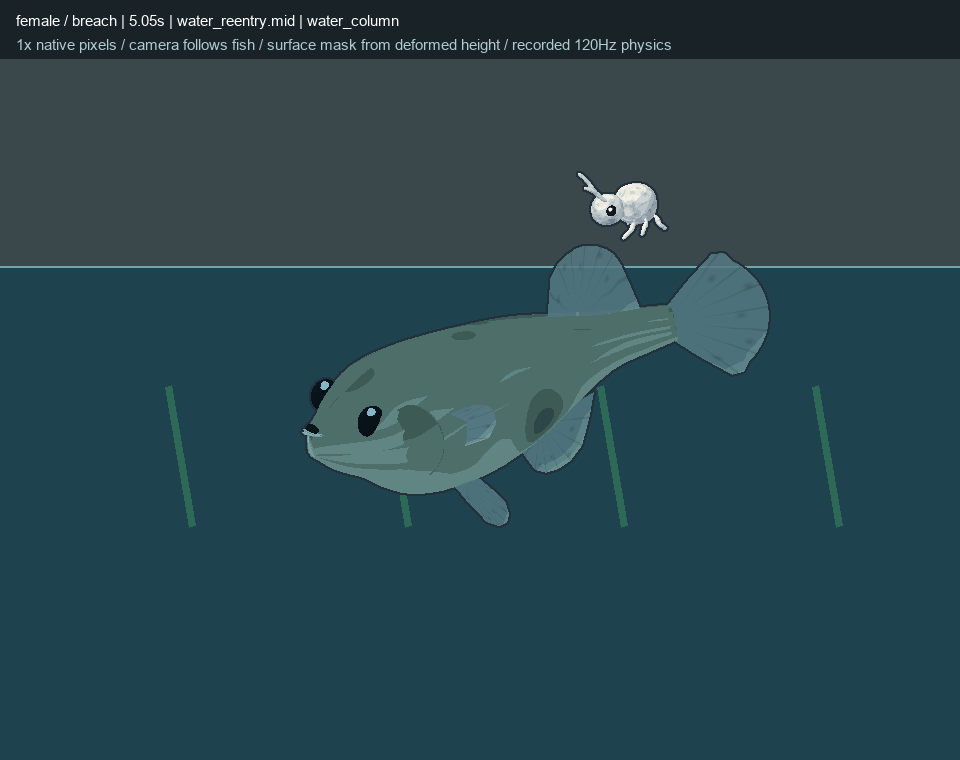 female / breach | 5.05s | water_reentry.mid | water_column
1x native pixels / camera follows fish / surface mask from deformed height / recorded 120Hz physics